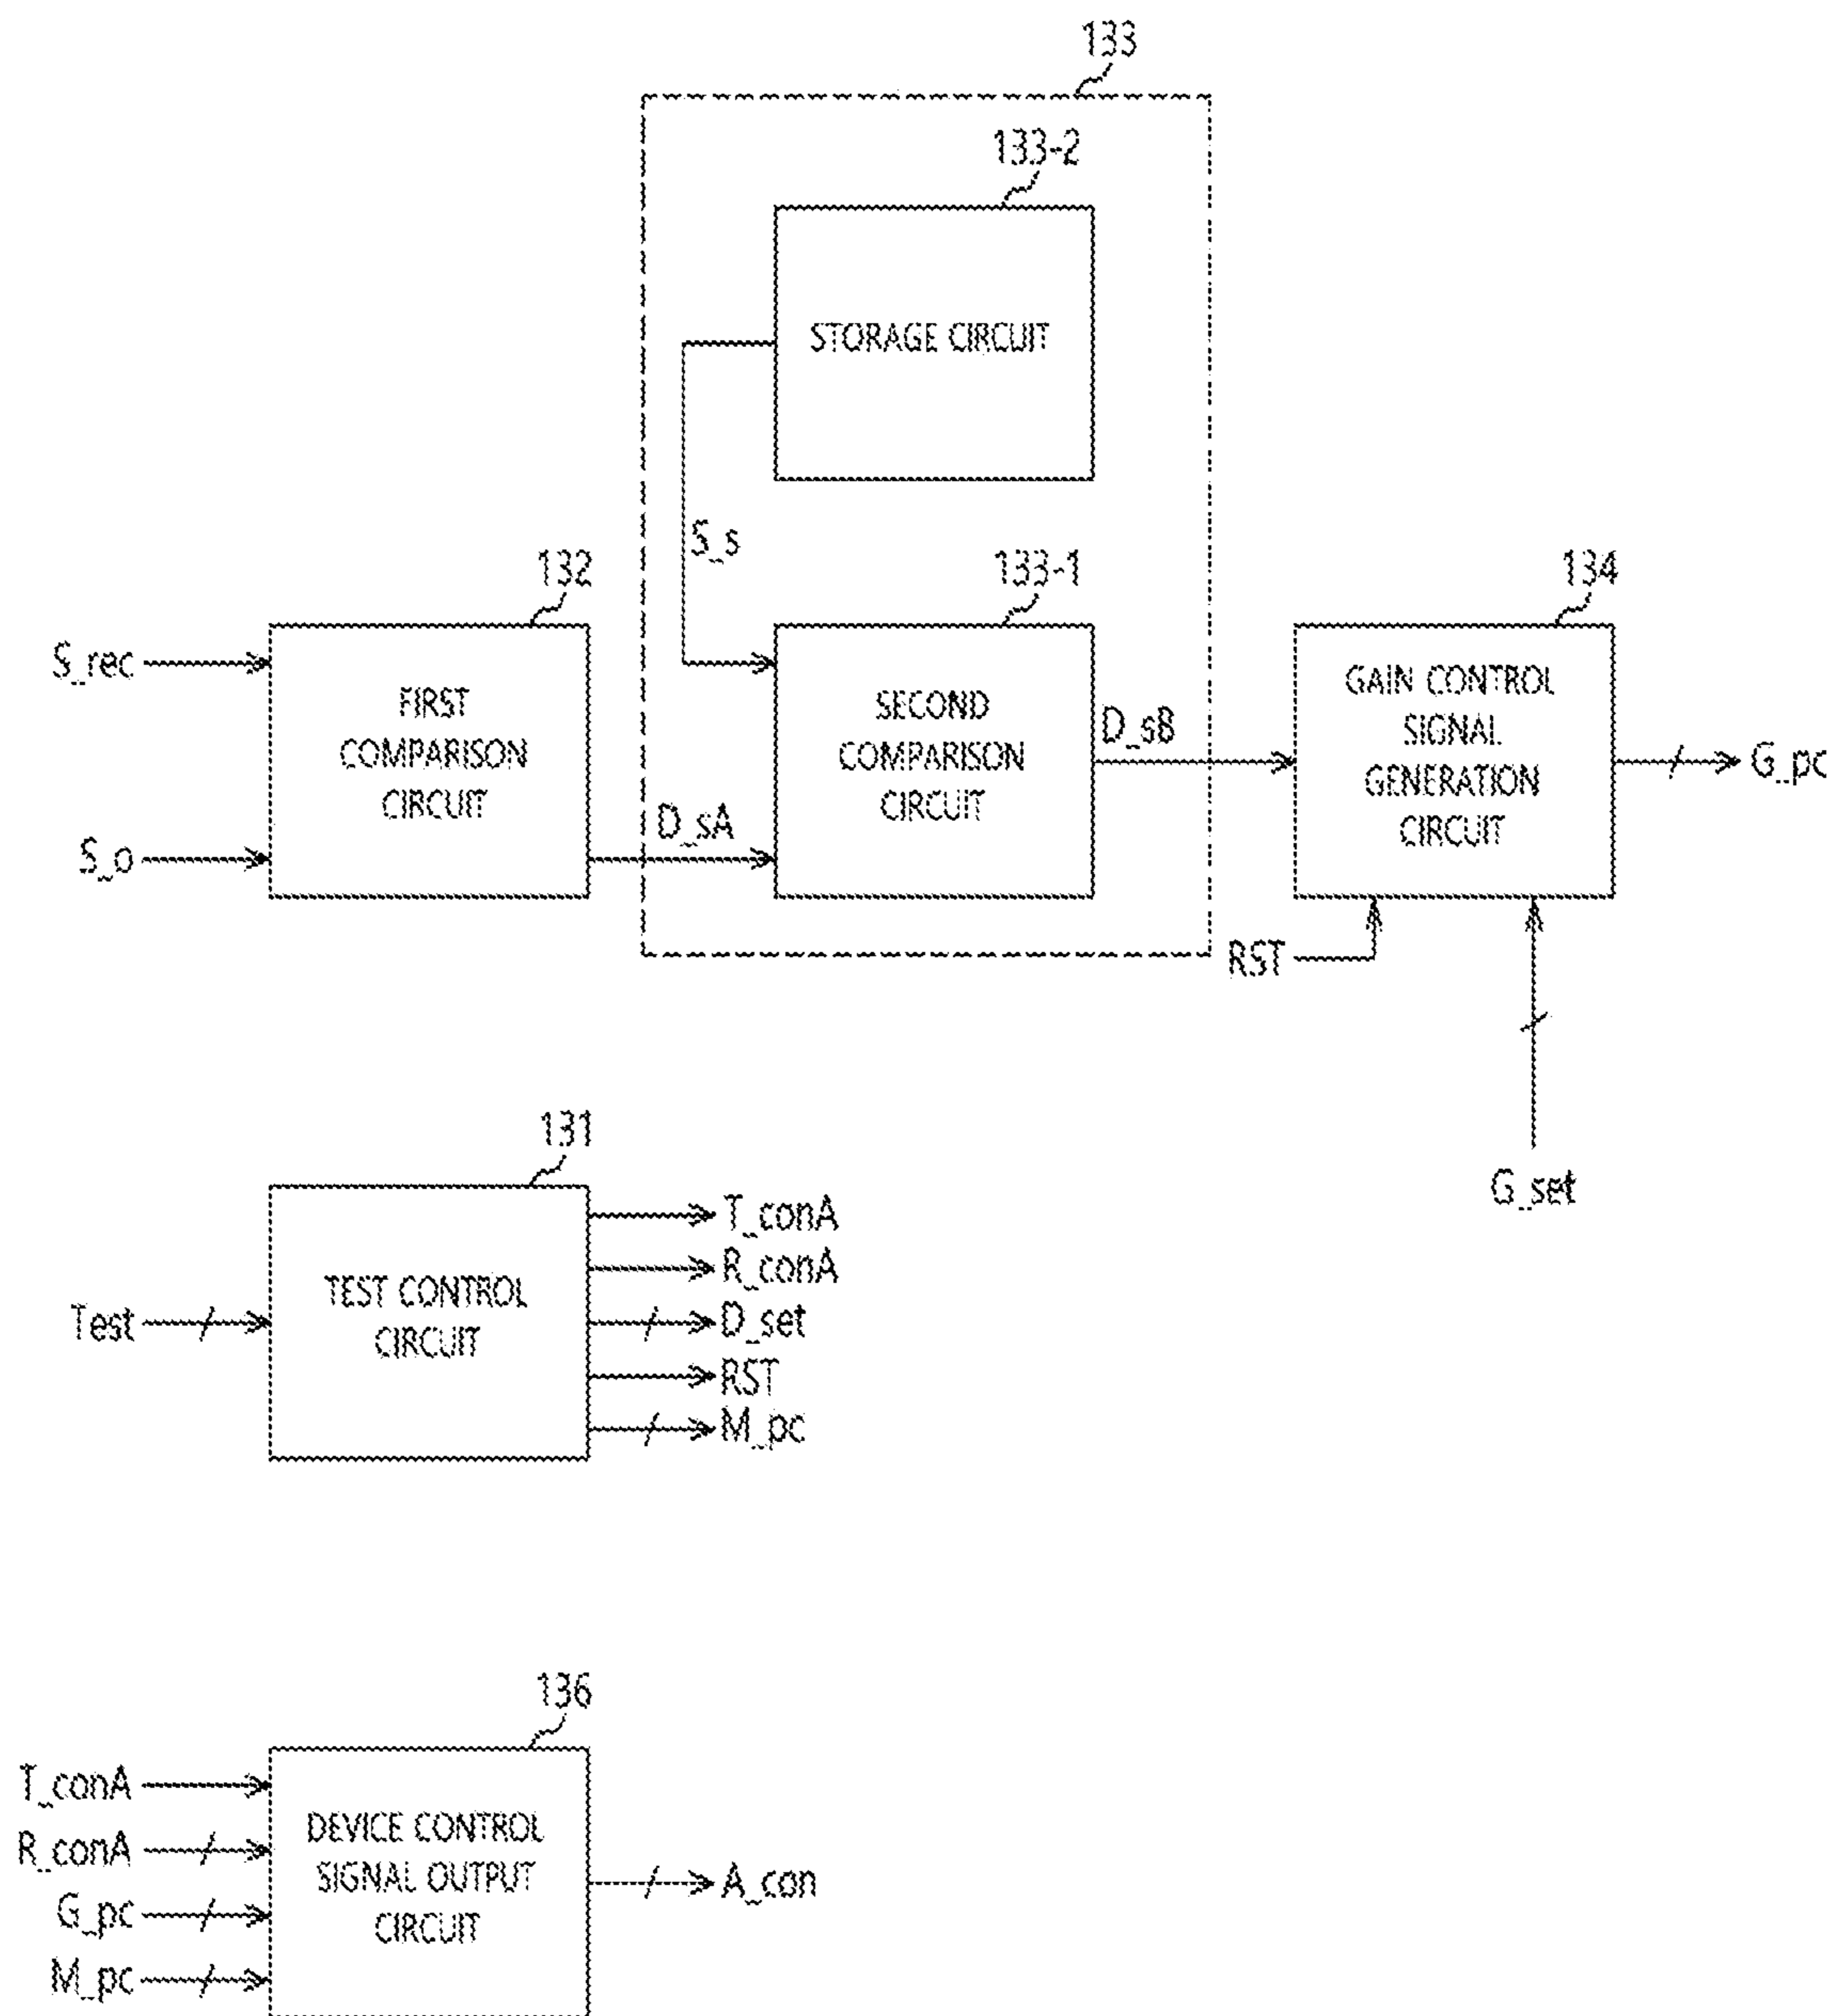 133
133-2
STORAGE CIRCUIT
S_s
132
133-1
134
S_rec
S_o
FIRST
COMPARISON
CIRCUIT
D_sA
SECOND
COMPARISON
CIRCUIT
D_sB
GAIN CONTROL
SIGNAL
GENERATION
CIRCUIT
G_pc
RST
G_set
131
Test
TEST CONTROL
CIRCUIT
T_conA
R_conA
D_set
RST
M_pc
136
T_conA
R_conA
G_pc
M_pc
DEVICE CONTROL
SIGNAL OUTPUT
CIRCUIT
A_con